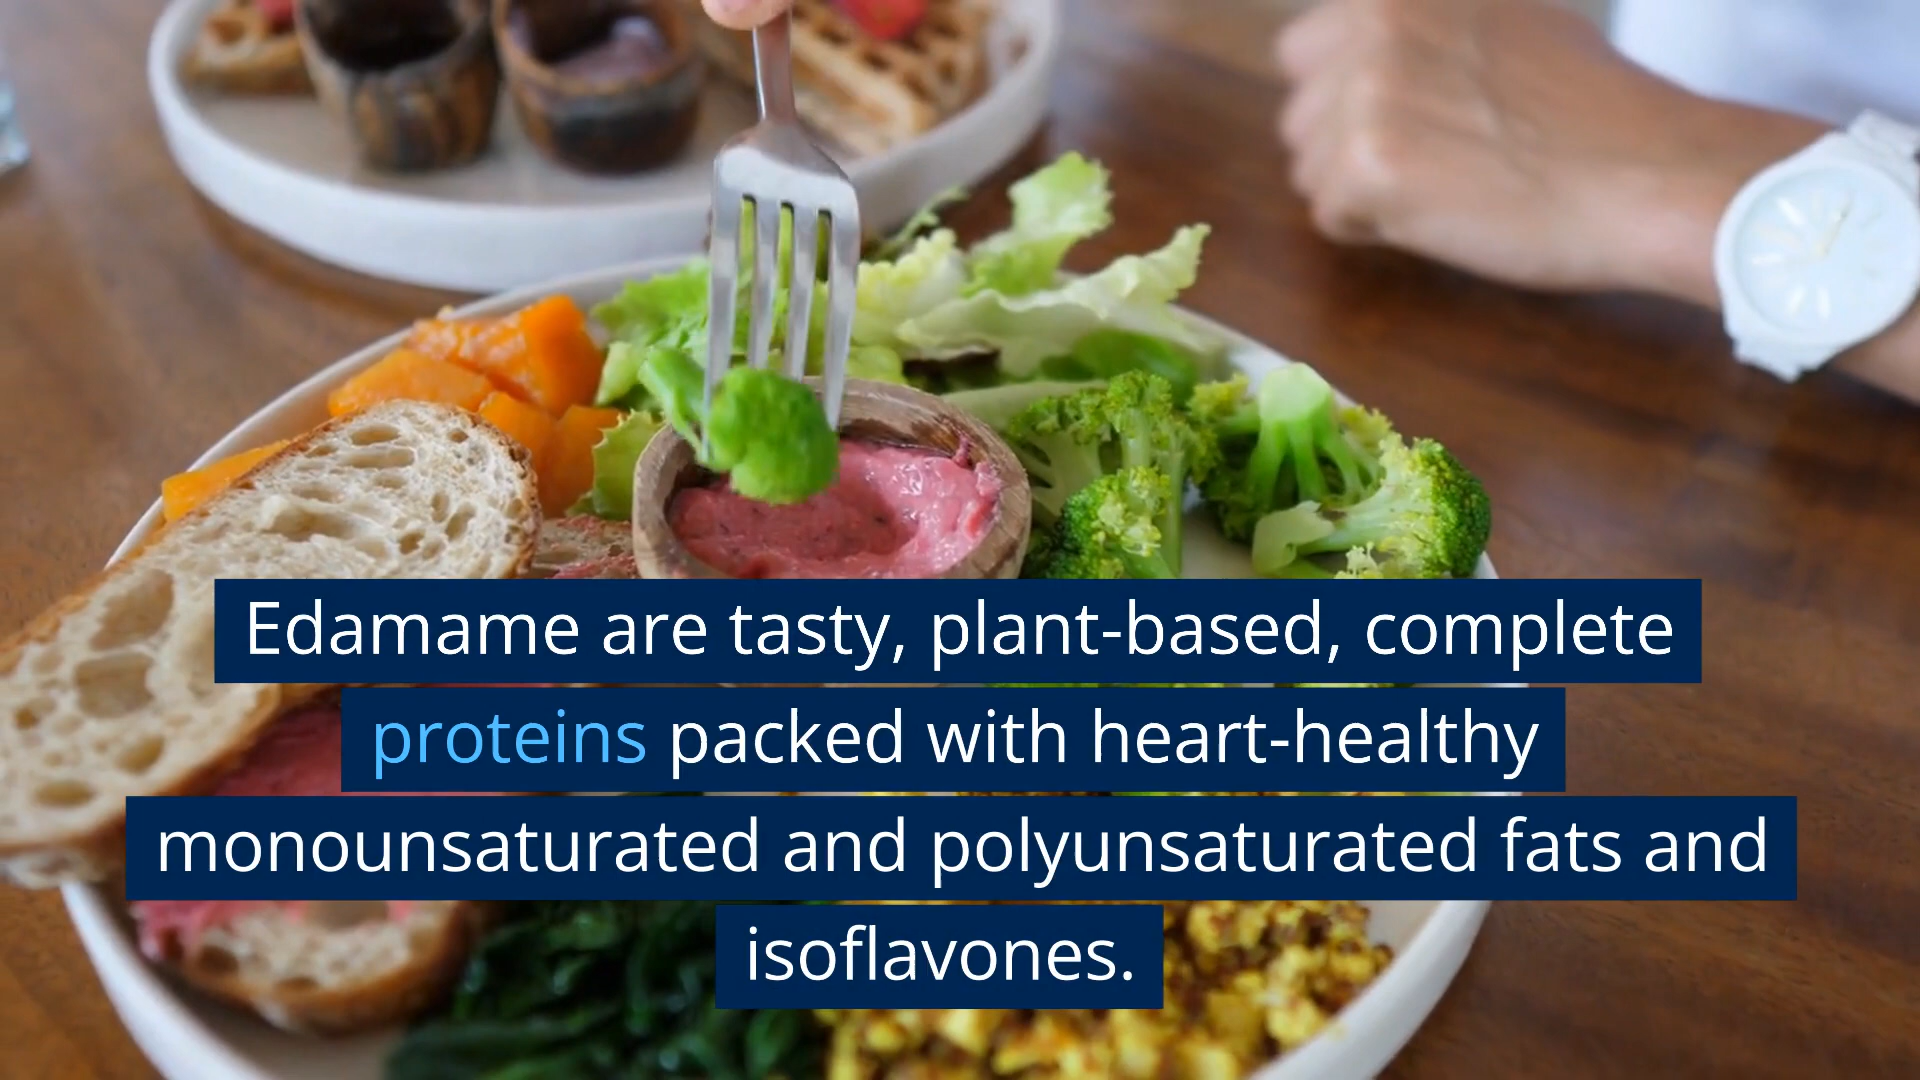 Edamame are tasty, plant-based, complete
proteins packed with heart-healthy
monounsaturated and polyunsaturated fats and
isoflavones.